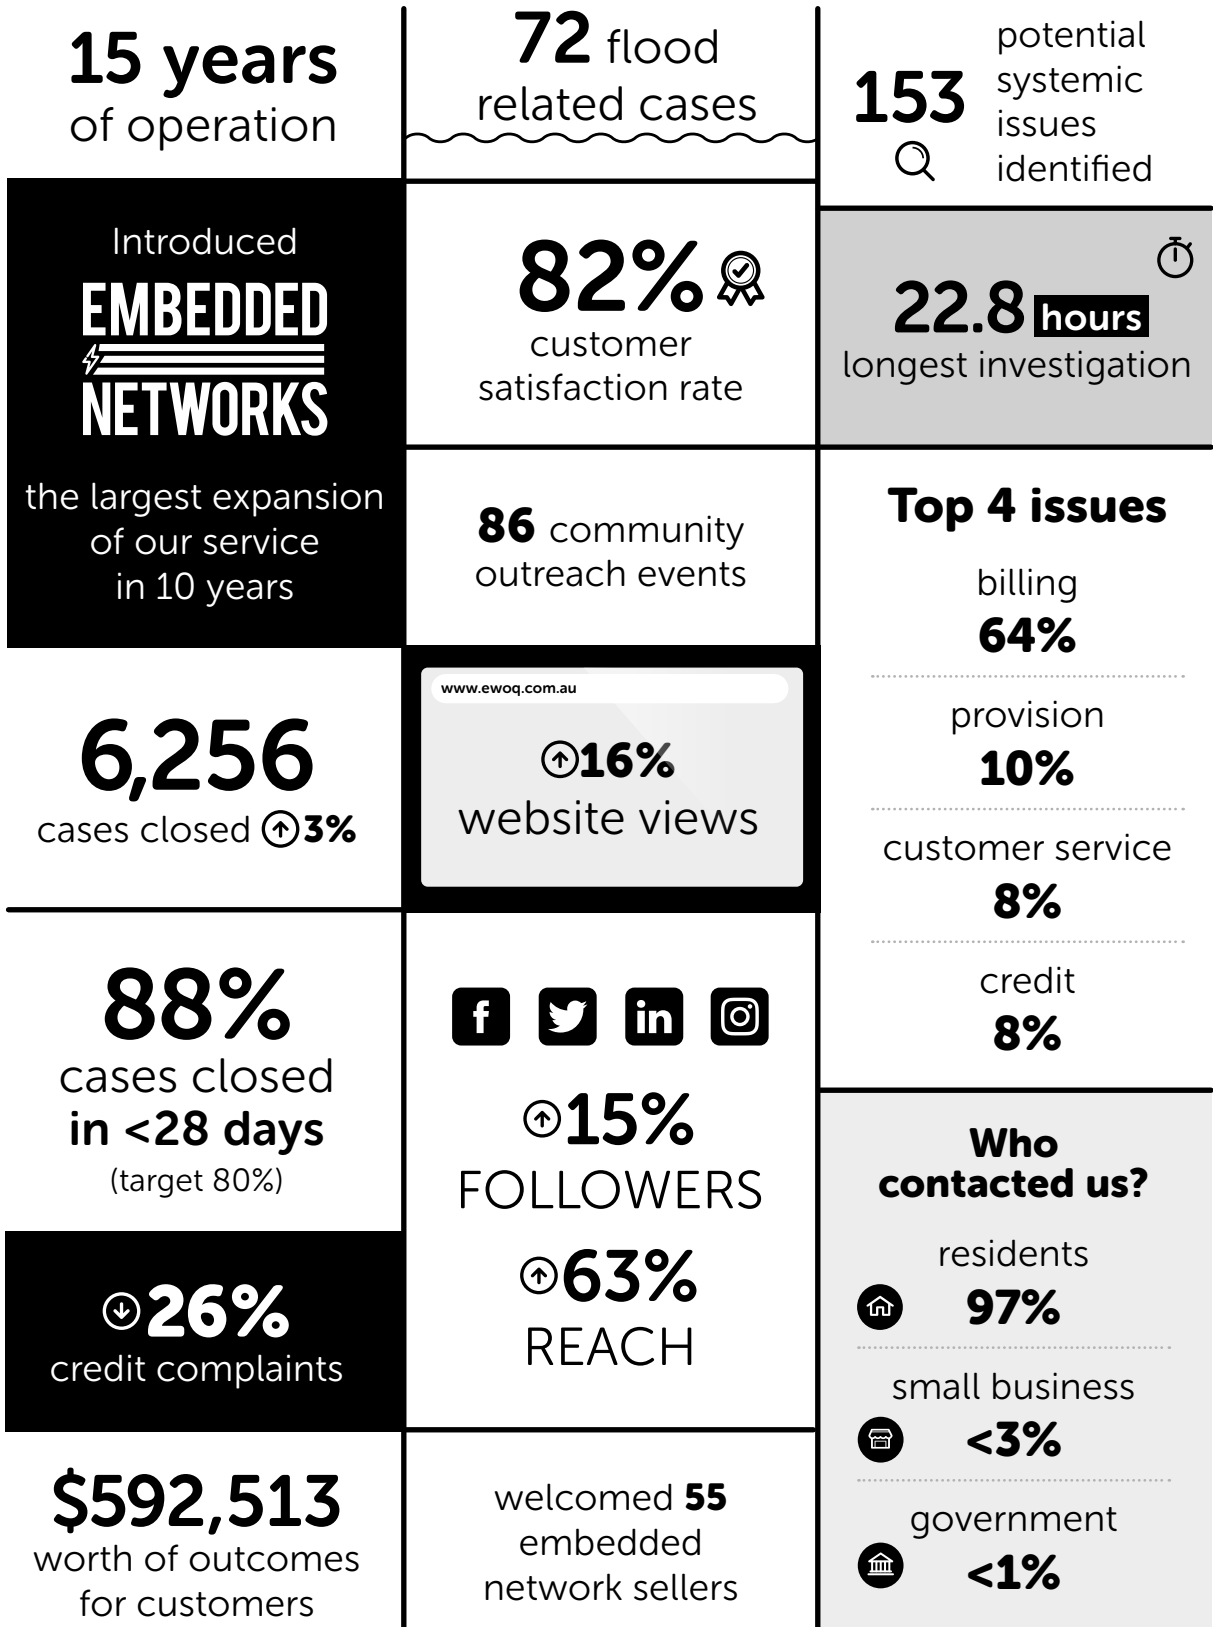 15 years
of operation
Introduced
EMBEDDED
NETWORKS
the largest expansion
of our service
in 10 years
6,256
cases closed 3%
88%
cases closed
in <28 days
(target 80%)
26%
credit complaints
$592,513
worth of outcomes
for customers
72 flood
related cases
82%
customer
satisfaction rate
86 community
outreach events
www.ewoq.com.au
16%
website views
15%
FOLLOWERS
63%
REACH
welcomed 55
embedded
network sellers
153
potential
systemic
issues
identified
22.8 hours
longest investigation
Top 4 issues
billing
64%
provision
10%
customer service
8%
credit
8%
Who
contacted us?
residents
97%
small business
<3%
government
<1%